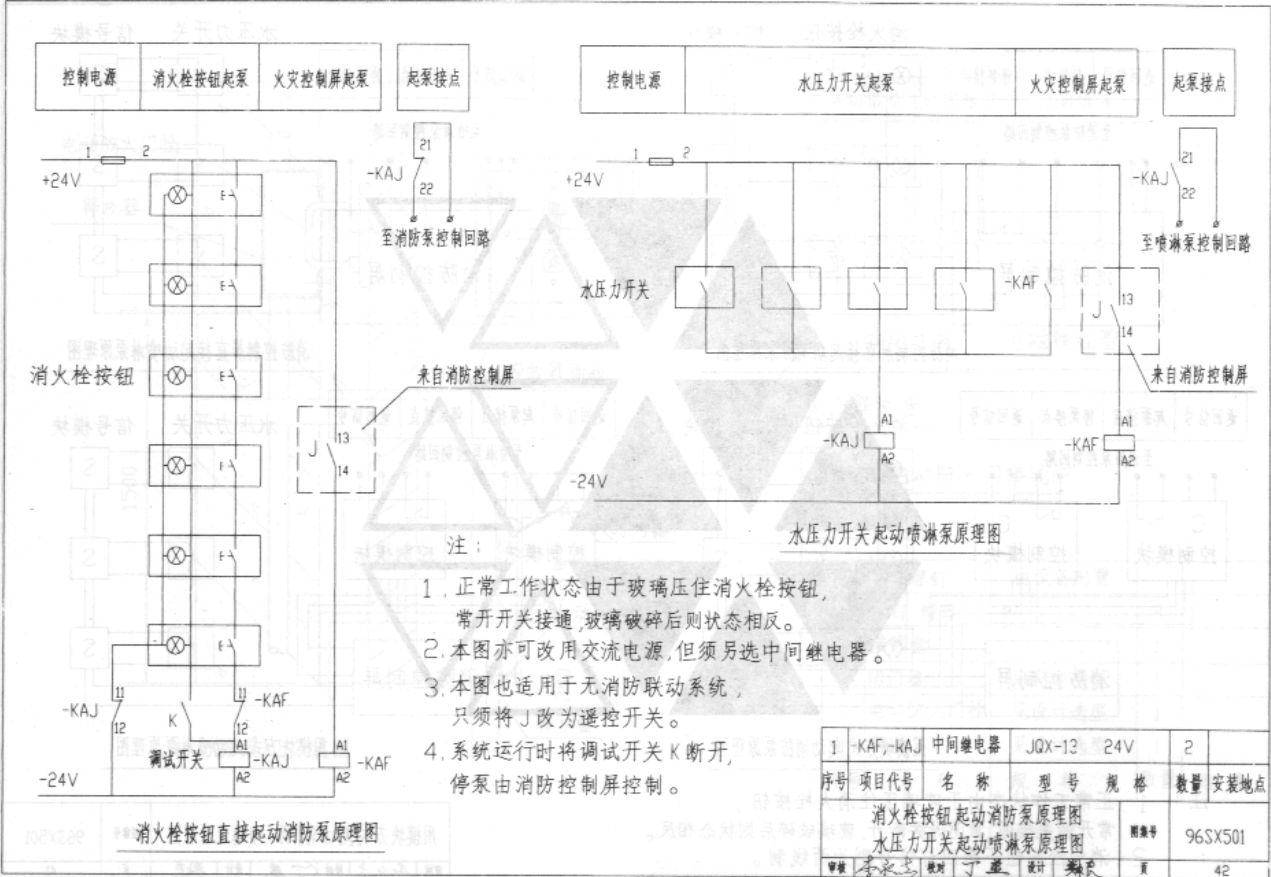 控制电源 消火栓按钮起泵 火灾控制屏起泵 起泵接点
1 2
+24V
21
-KAJ
22
至消防泵控制回路
消火栓按钮
来自消防控制屏
J 13
14
11 11
-KAJ -KAF
12 K 12
调试开关
A1 A1
-KAJ -KAF
A2 A2
-24V
消火栓按钮直接起动消防泵原理图
控制电源 水压力开关起泵 火灾控制屏起泵 起泵接点
1 2
+24V
21
-KAJ
22
至喷淋泵控制回路
水压力开关
-KAF
J 13
14
来自消防控制屏
A1 A1
-KAJ -KAF
A2 A2
-24V
水压力开关起动喷淋泵原理图
注:
1. 正常工作状态由于玻璃压住消火栓按钮,
常开开关接通,玻璃破碎后则状态相反。
2. 本图亦可改用交流电源,但须另选中间继电器。
3. 本图也适用于无消防联动系统,
只须将J改为遥控开关。
4. 系统运行时将调试开关K断开,
停泵由消防控制屏控制。
1 -KAF,-KAJ 中间继电器 JQX-13 24V 2
序号 项目代号 名 称 型 号 规 格 数量 安装地点
消火栓按钮起动消防泵原理图
水压力开关起动喷淋泵原理图
图集号 96SX501
审核 校对 设计 页 42